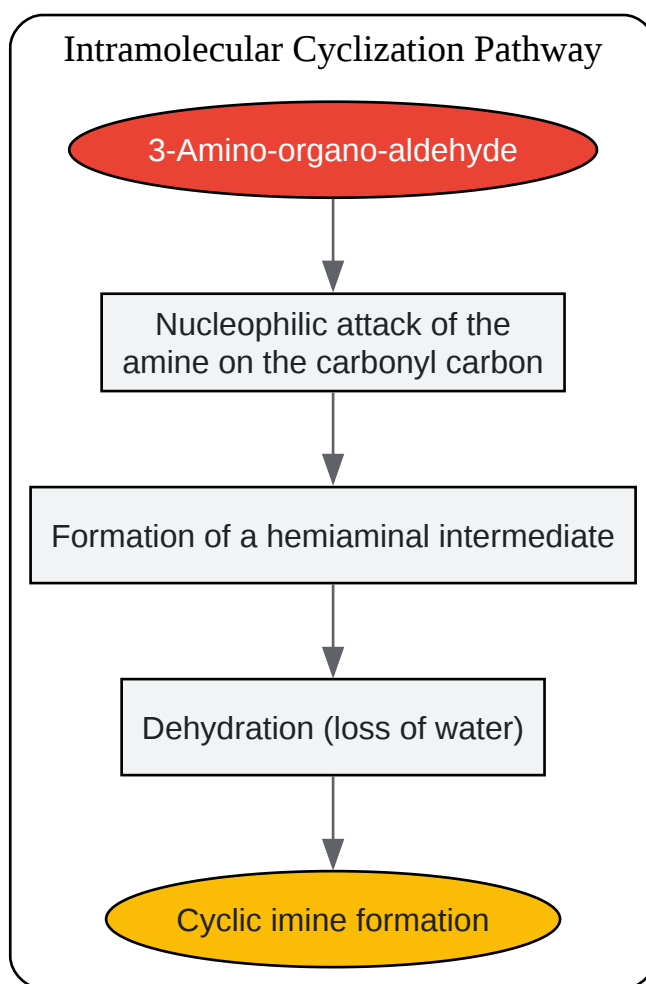 Intramolecular Cyclization Pathway
3-Amino-organo-aldehyde
Nucleophilic attack of the
amine on the carbonyl carbon
Formation of a hemiaminal intermediate
Dehydration (loss of water)
Cyclic imine formation